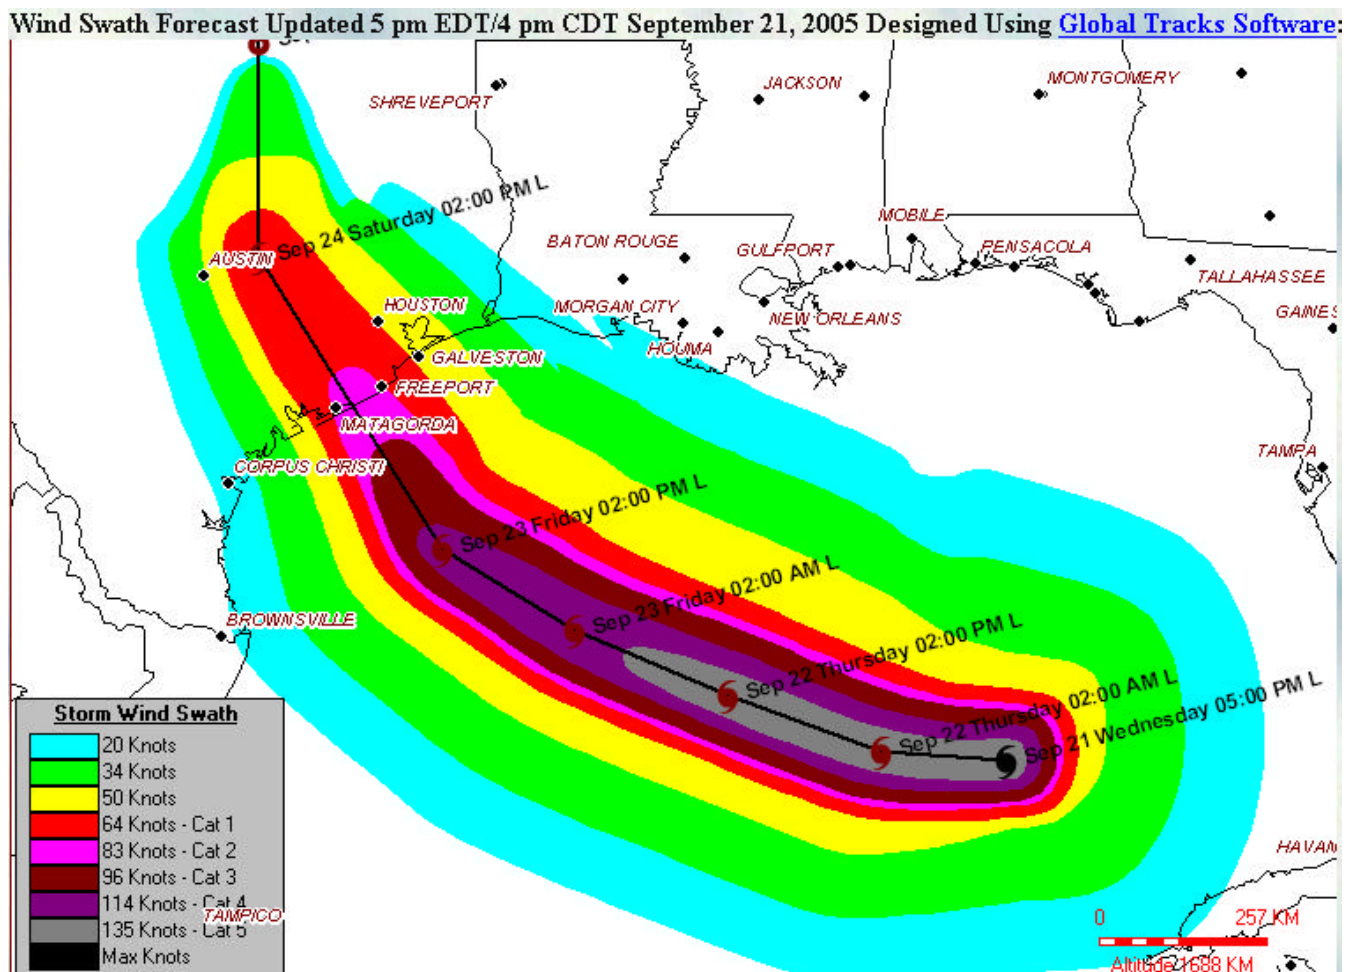 Wind Swath Forecast Updated 5 pm EDT/4 pm CDT September 21, 2005 Designed Using Global Tracks Software:
SHREVEPORT
JACKSON
MONTGOMERY
Sep 24 Saturday 02:00 PM L
AUSTIN
BATON ROUGE
GULFPORT
MOBILE
PENSACOLA
TALLAHASSEE
HOUSTON
MORGAN CITY
NEW ORLEANS
GAINES
HOUMA
GALVESTON
FREEPORT
MATAGORDA
CORPUS CHRISTI
TAMPA
Sep 23 Friday 02:00 PM L
Sep 23 Friday 02:00 AM L
BROWNSVILLE
Sep 22 Thursday 02:00 PM L
Sep 22 Thursday 02:00 AM L
Sep 21 Wednesday 05:00 PM L
Storm Wind Swath
20 Knots
34 Knots
50 Knots
64 Knots - Cat 1
83 Knots - Cat 2
96 Knots - Cat 3
114 Knots - Cat 4
TAMPICO
135 Knots - Cat 5
Max Knots
HAVAN
0 257 KM
Altitude 1688 KM